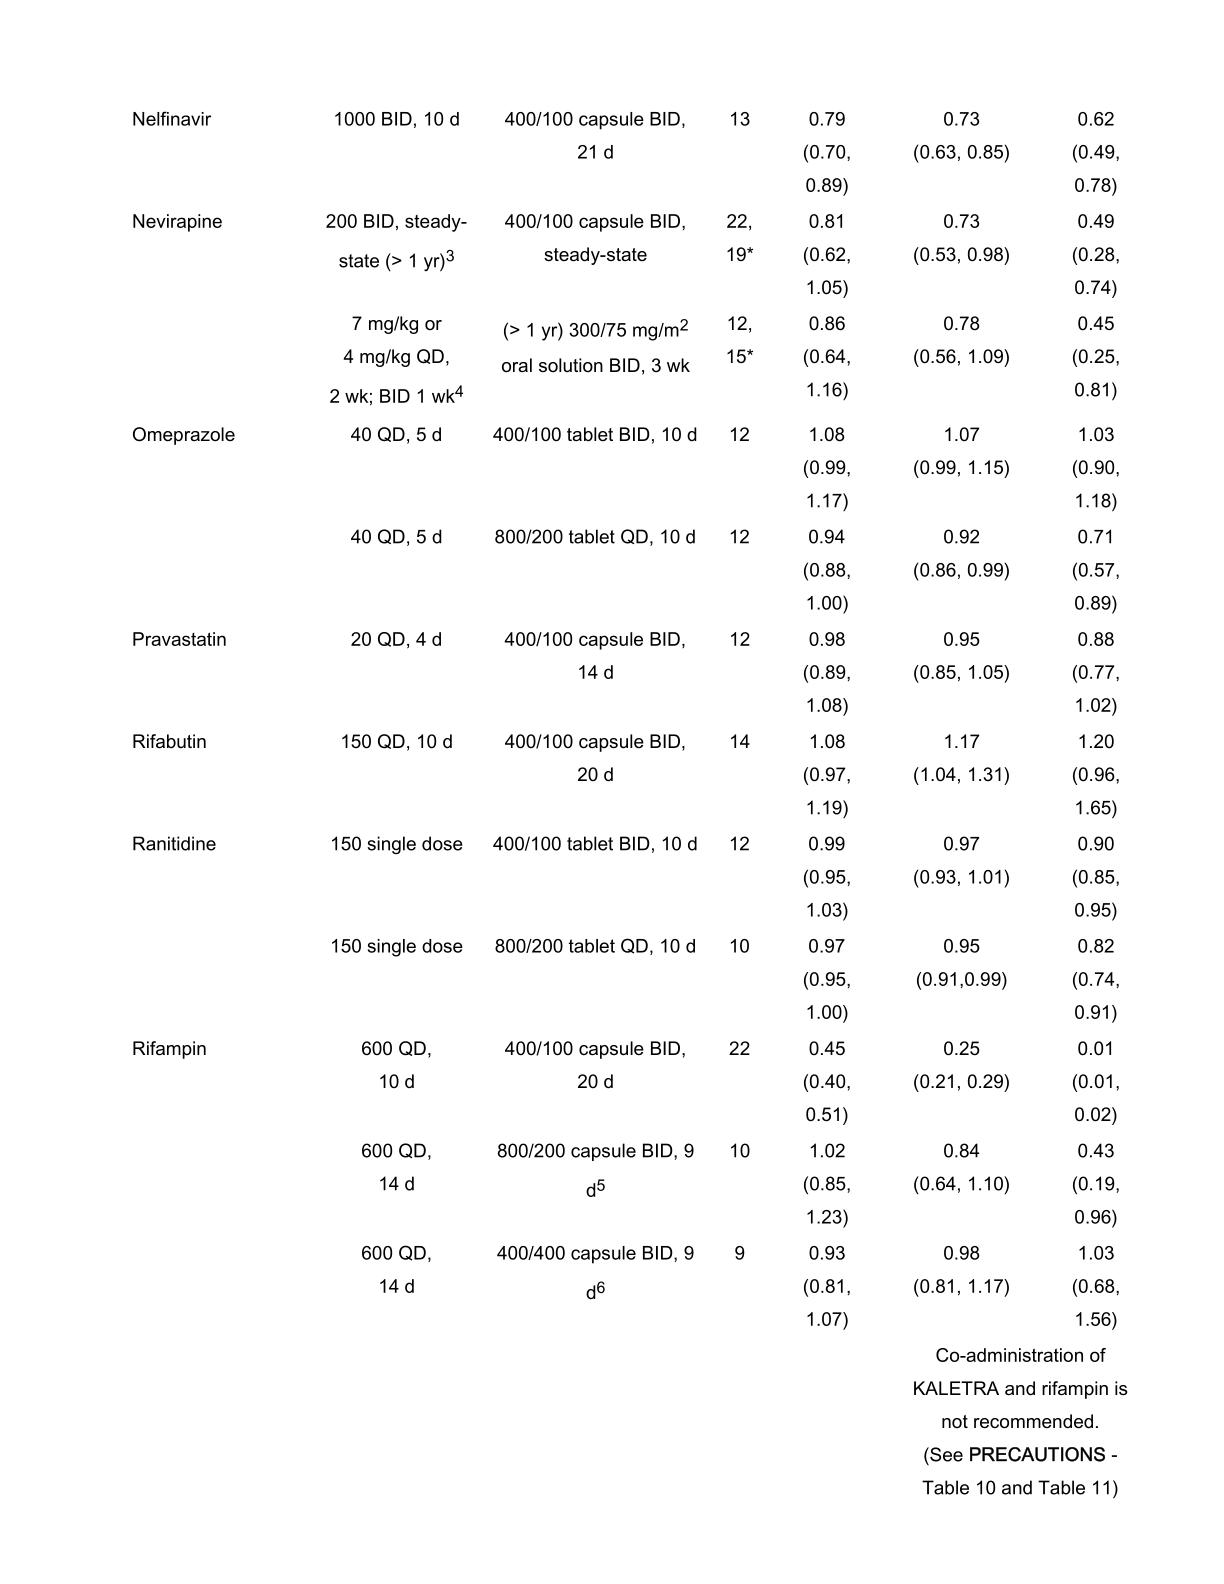 Nelfinavir 1000 BID, 10 d 400/100 capsule BID, 13 0.79 0.73 0.62
21 d (0.70, (0.63, 0.85) (0.49,
0.89) 0.78)
Nevirapine 200 BID, steady- 400/100 capsule BID, 22, 0.81 0.73 0.49
state (> 1 yr)3 steady-state 19* (0.62, (0.53, 0.98) (0.28,
1.05) 0.74)
7 mg/kg or (> 1 yr) 300/75 mg/m2 12, 0.86 0.78 0.45
4 mg/kg QD, oral solution BID, 3 wk 15* (0.64, (0.56, 1.09) (0.25,
2 wk; BID 1 wk4 1.16) 0.81)
Omeprazole 40 QD, 5 d 400/100 tablet BID, 10 d 12 1.08 1.07 1.03
(0.99, (0.99, 1.15) (0.90,
1.17) 1.18)
40 QD, 5 d 800/200 tablet QD, 10 d 12 0.94 0.92 0.71
(0.88, (0.86, 0.99) (0.57,
1.00) 0.89)
Pravastatin 20 QD, 4 d 400/100 capsule BID, 12 0.98 0.95 0.88
14 d (0.89, (0.85, 1.05) (0.77,
1.08) 1.02)
Rifabutin 150 QD, 10 d 400/100 capsule BID, 14 1.08 1.17 1.20
20 d (0.97, (1.04, 1.31) (0.96,
1.19) 1.65)
Ranitidine 150 single dose 400/100 tablet BID, 10 d 12 0.99 0.97 0.90
(0.95, (0.93, 1.01) (0.85,
1.03) 0.95)
150 single dose 800/200 tablet QD, 10 d 10 0.97 0.95 0.82
(0.95, (0.91,0.99) (0.74,
1.00) 0.91)
Rifampin 600 QD, 400/100 capsule BID, 22 0.45 0.25 0.01
10 d 20 d (0.40, (0.21, 0.29) (0.01,
0.51) 0.02)
600 QD, 800/200 capsule BID, 9 10 1.02 0.84 0.43
14 d d5 (0.85, (0.64, 1.10) (0.19,
1.23) 0.96)
600 QD, 400/400 capsule BID, 9 9 0.93 0.98 1.03
14 d d6 (0.81, (0.81, 1.17) (0.68,
1.07) 1.56)
Co-administration of
KALETRA and rifampin is
not recommended.
(See PRECAUTIONS -
Table 10 and Table 11)